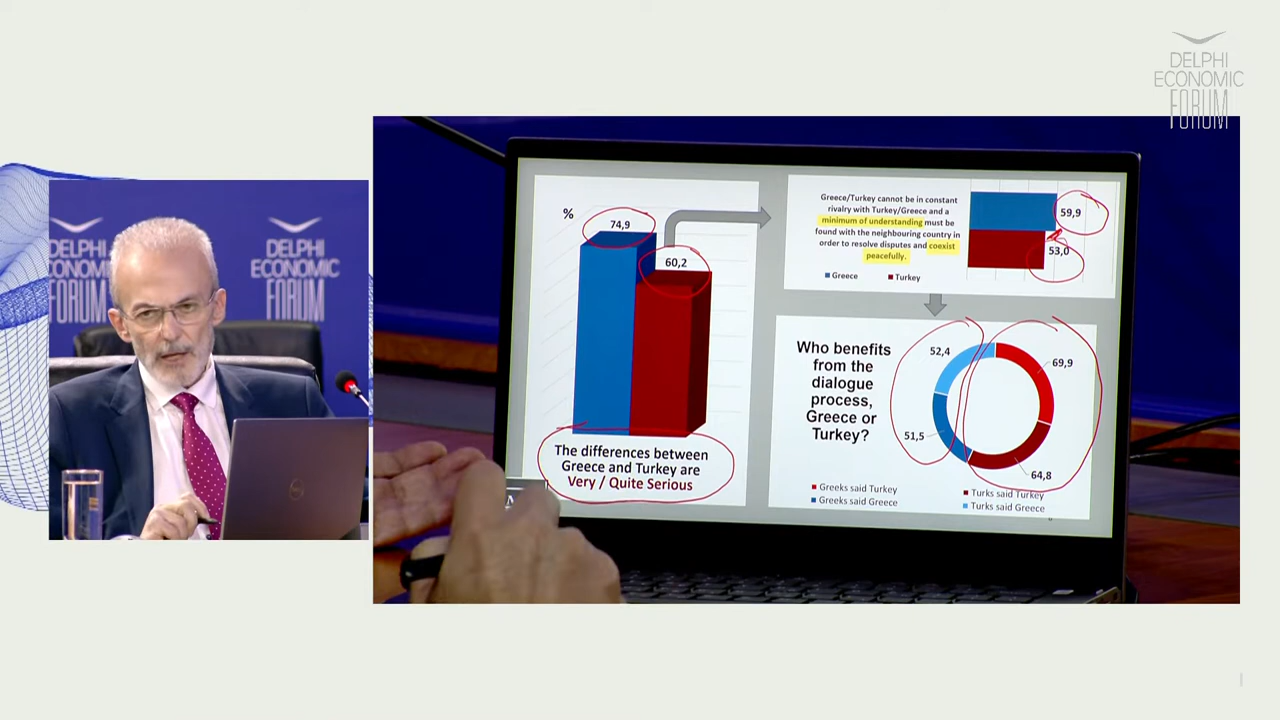 DELPHI
ECONOMIC
FORUM
DELPHI
ECONOMIC
FORUM
DELPHI
ECONOMIC
FORUM
DELL
%
74,9
60,2
The differences between
Greece and Turkey are
Very / Quite Serious
Greece/Turkey cannot be in constant
rivalry with Turkey/Greece and a
minimum of understanding must be
found with the neighbouring country in
order to resolve disputes and coexist
peacefully.
Greece Turkey
59,9
53,0
Who benefits
from the
dialogue
process,
Greece or
Turkey?
52,4
69,9
51,5
64,8
Greeks said Turkey
Greeks said Greece
Turks said Turkey
Turks said Greece